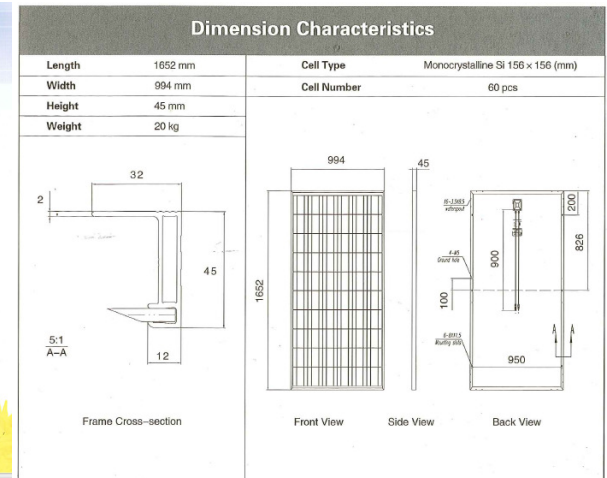 Dimension Characteristics
Length 1652 mm
Width 994 mm
Height 45 mm
Weight 20 kg
Cell Type Monocrystalline Si 156 × 156 (mm)
Cell Number 60 pcs
32
2
45
12
5:1
A–A
Frame Cross–section
994
1652
Front View
45
Side View
200
826
900
Ground hole
100
A A
950
Back View